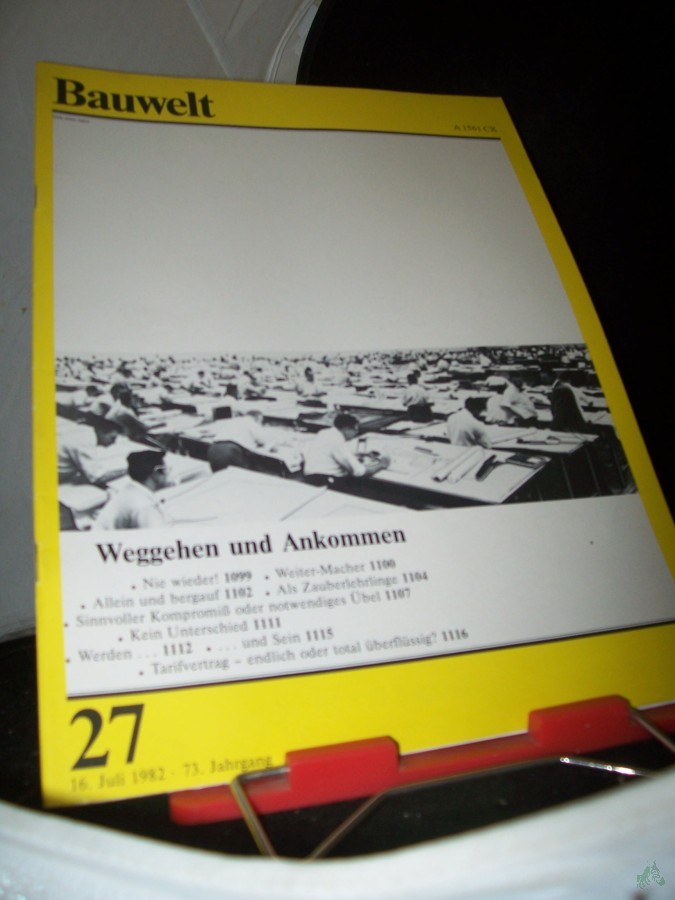 Bauwelt
A 1561 CX
Weggehen und Ankommen
• Nie wieder! 1099 • Weiter-Macher 1100
• Allein und bergauf 1102 • Als Zauberlehrlinge 1104
• Sinnvoller Kompromiß oder notwendiges Übel 1107
• Kein Unterschied 1111
• Werden ... 1112 • ... und Sein 1115
• Tarifvertrag – endlich oder total überflüssig? 1116
27
16. Juli 1982 · 73. Jahrgang